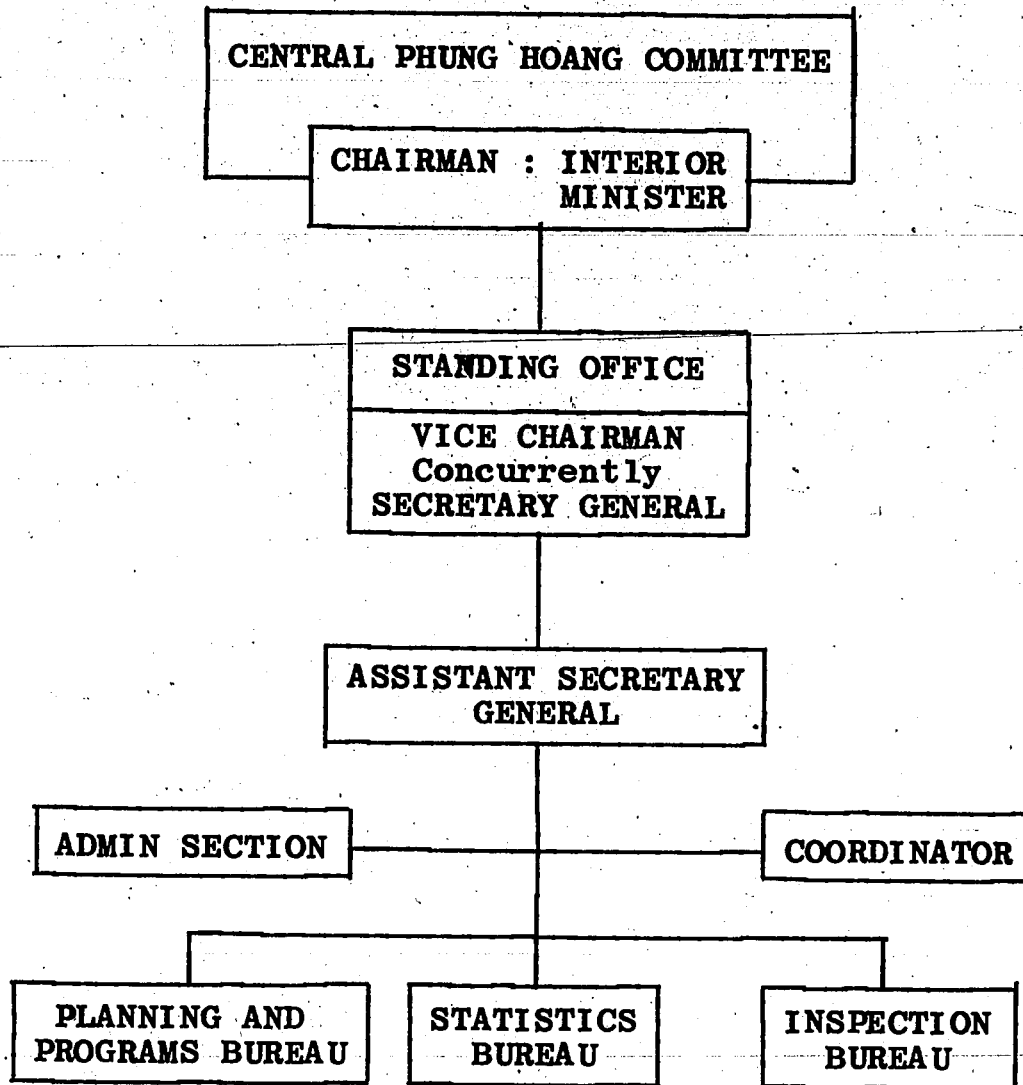 CENTRAL PHUNG HOANG COMMITTEE
CHAIRMAN : INTERIOR
MINISTER
STANDING OFFICE
VICE CHAIRMAN
Concurrently
SECRETARY GENERAL
ASSISTANT SECRETARY
GENERAL
ADMIN SECTION
COORDINATOR
PLANNING AND
PROGRAMS BUREAU
STATISTICS
BUREAU
INSPECTION
BUREAU